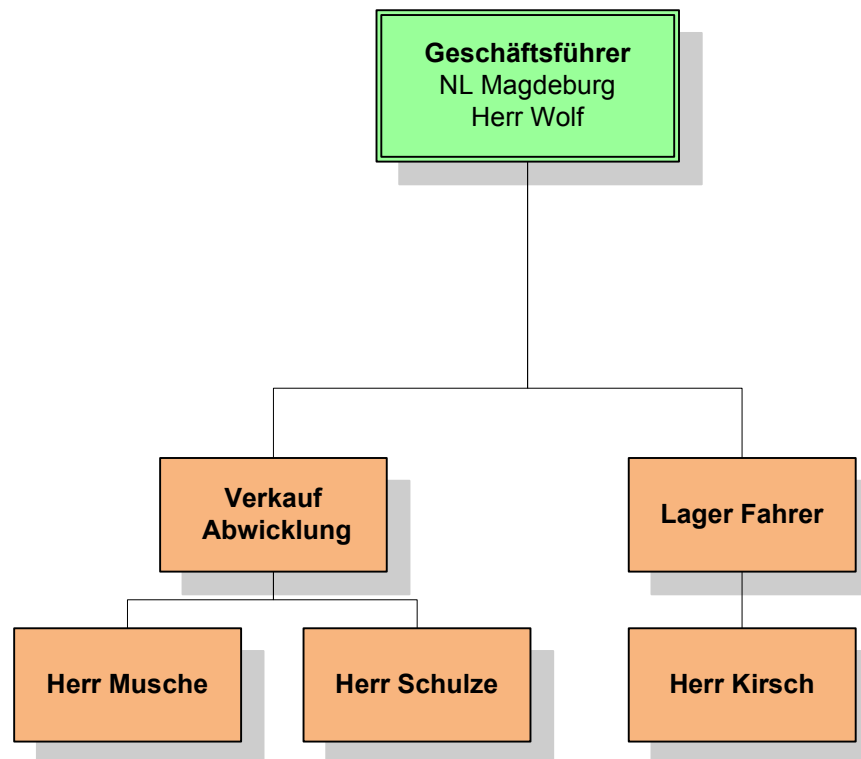 Geschäftsführer
NL Magdeburg
Herr Wolf
Verkauf
Abwicklung
Lager Fahrer
Herr Musche
Herr Schulze
Herr Kirsch